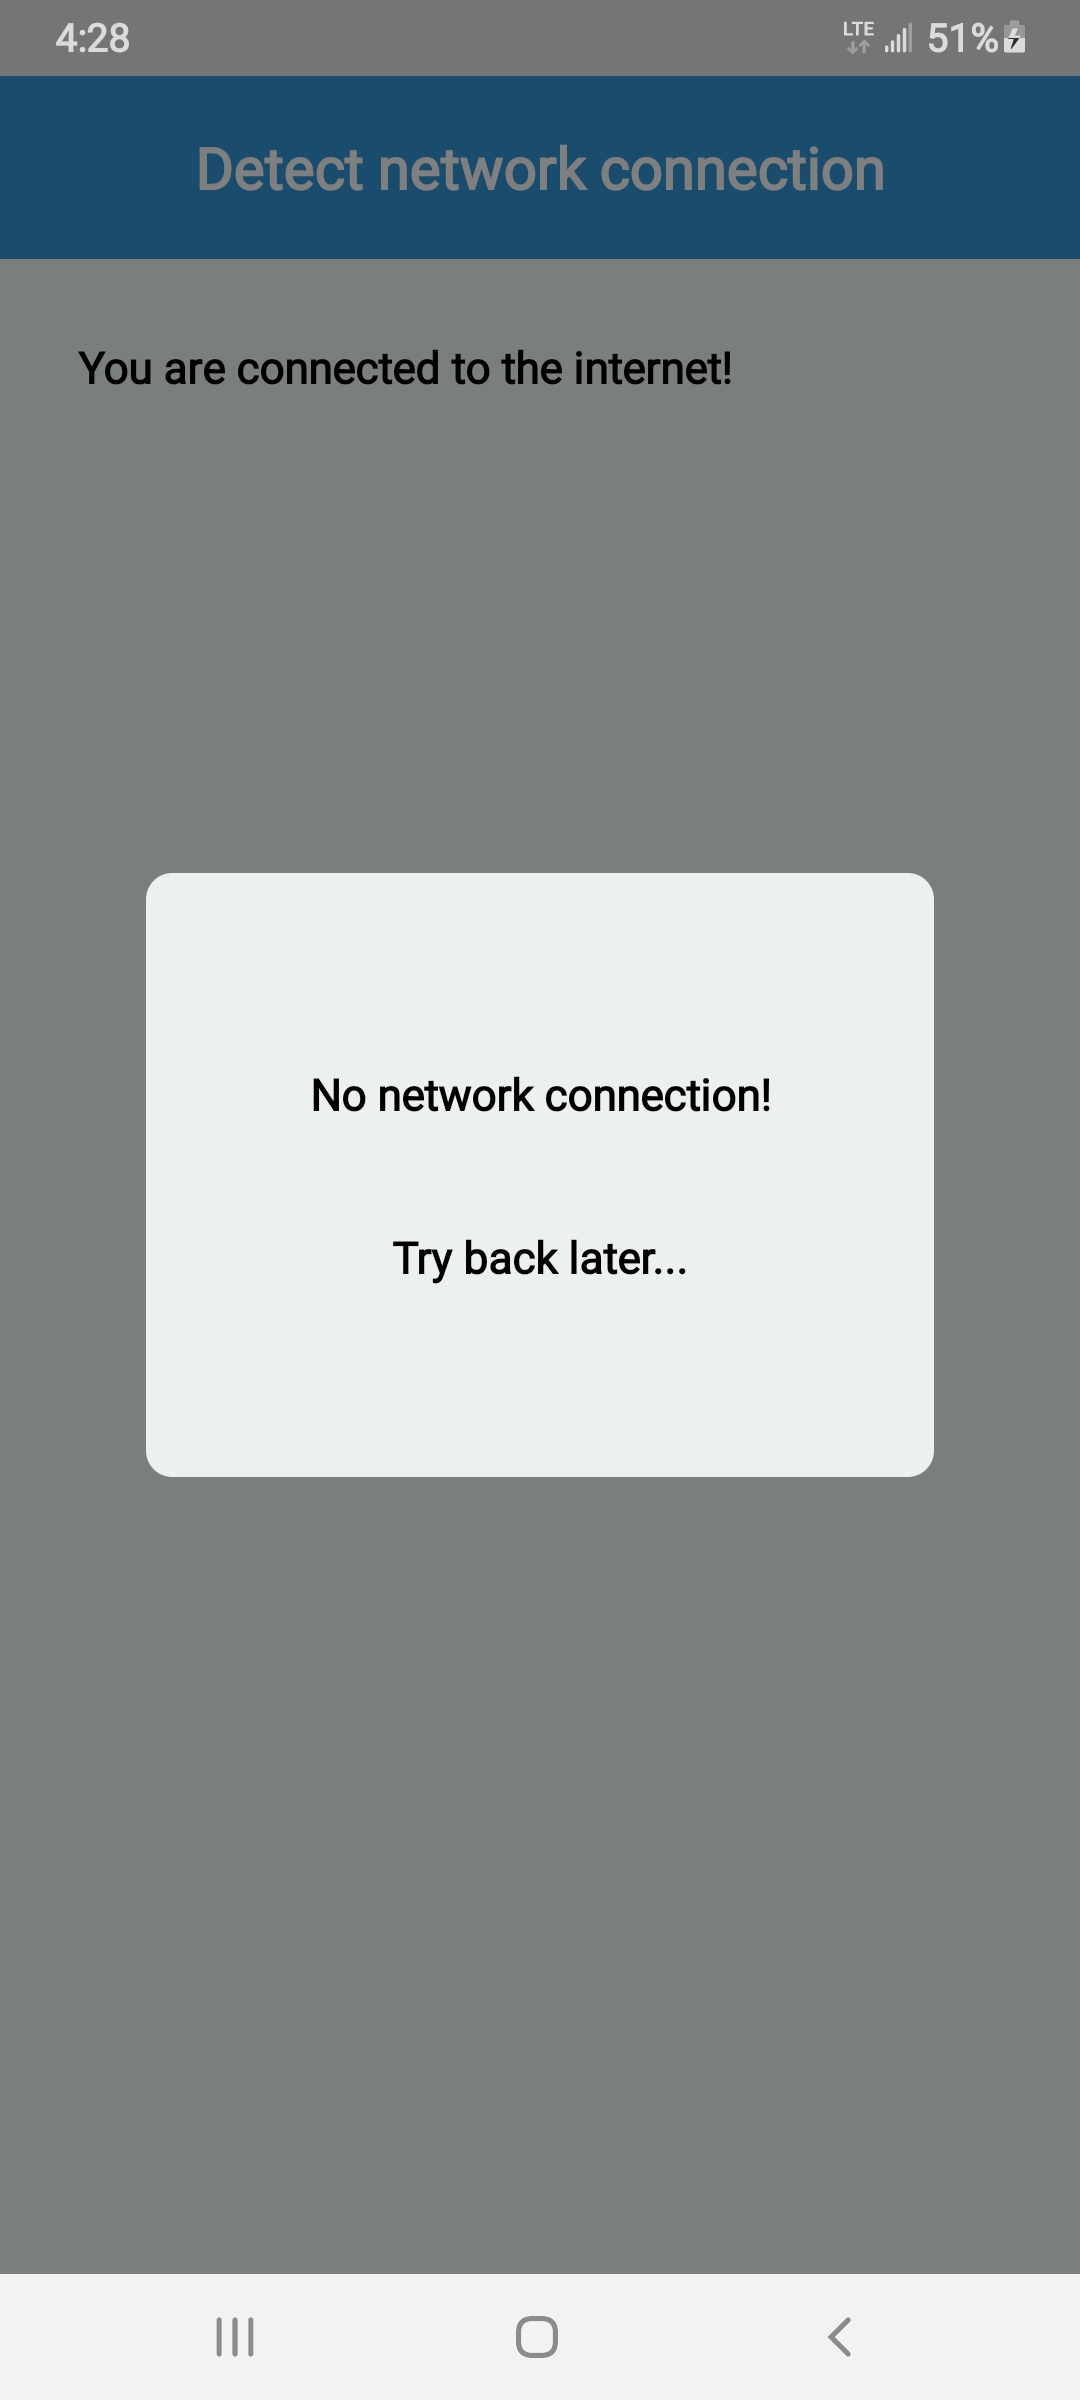 4:28 LTE 51%
Detect network connection
You are connected to the internet!
No network connection!
Try back later...